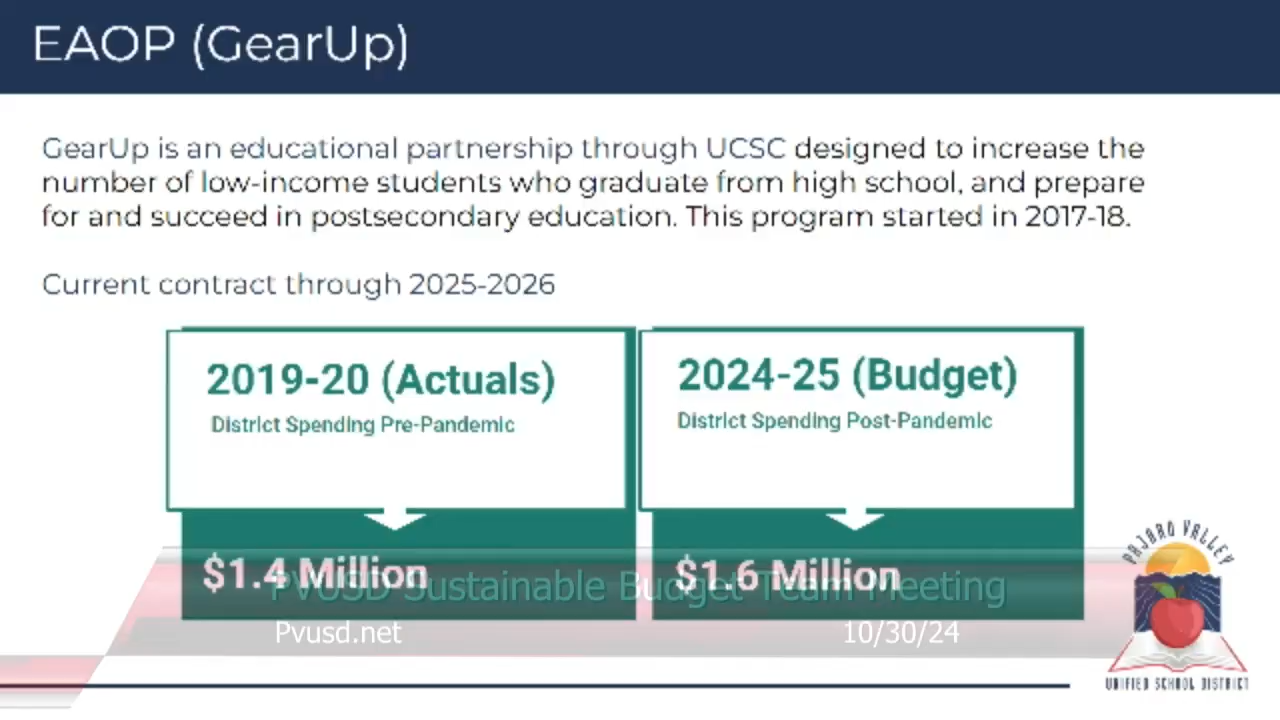 EAOP (GearUp)
GearUp is an educational partnership through UCSC designed to increase the
number of low-income students who graduate from high school, and prepare
for and succeed in postsecondary education. This program started in 2017-18.
Current contract through 2025-2026
2019-20 (Actuals)
District Spending Pre-Pandemic
$1.4 Million
2024-25 (Budget)
District Spending Post-Pandemic
$1.6 Million
PVUSD Sustainable Budget Team Meeting
Pvusd.net
10/30/24
PAJARO VALLEY
UNIFIED SCHOOL DISTRICT